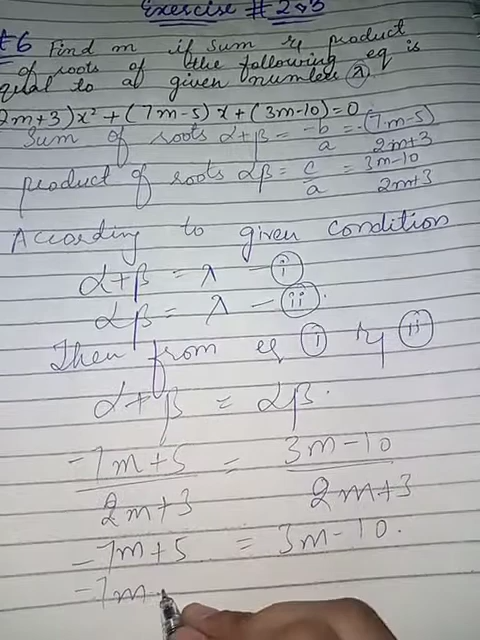 Exercise # 2.3
6 Find m if sum & product
of roots of the following eq is
equal to a given number λ
(2m+3)x² + (7m-5)x + (3m-10) = 0
Sum of roots α+β = -b/a = -(7m-5)/2m+3
product of roots αβ = c/a = 3m-10/2m+3
According to given condition
α+β = λ — (i)
αβ = λ — (ii)
Then from eq (i) & (ii)
α+β = αβ.
-7m+5/2m+3 = 3m-10/2m+3
-7m+5 = 3m-10.
-7m